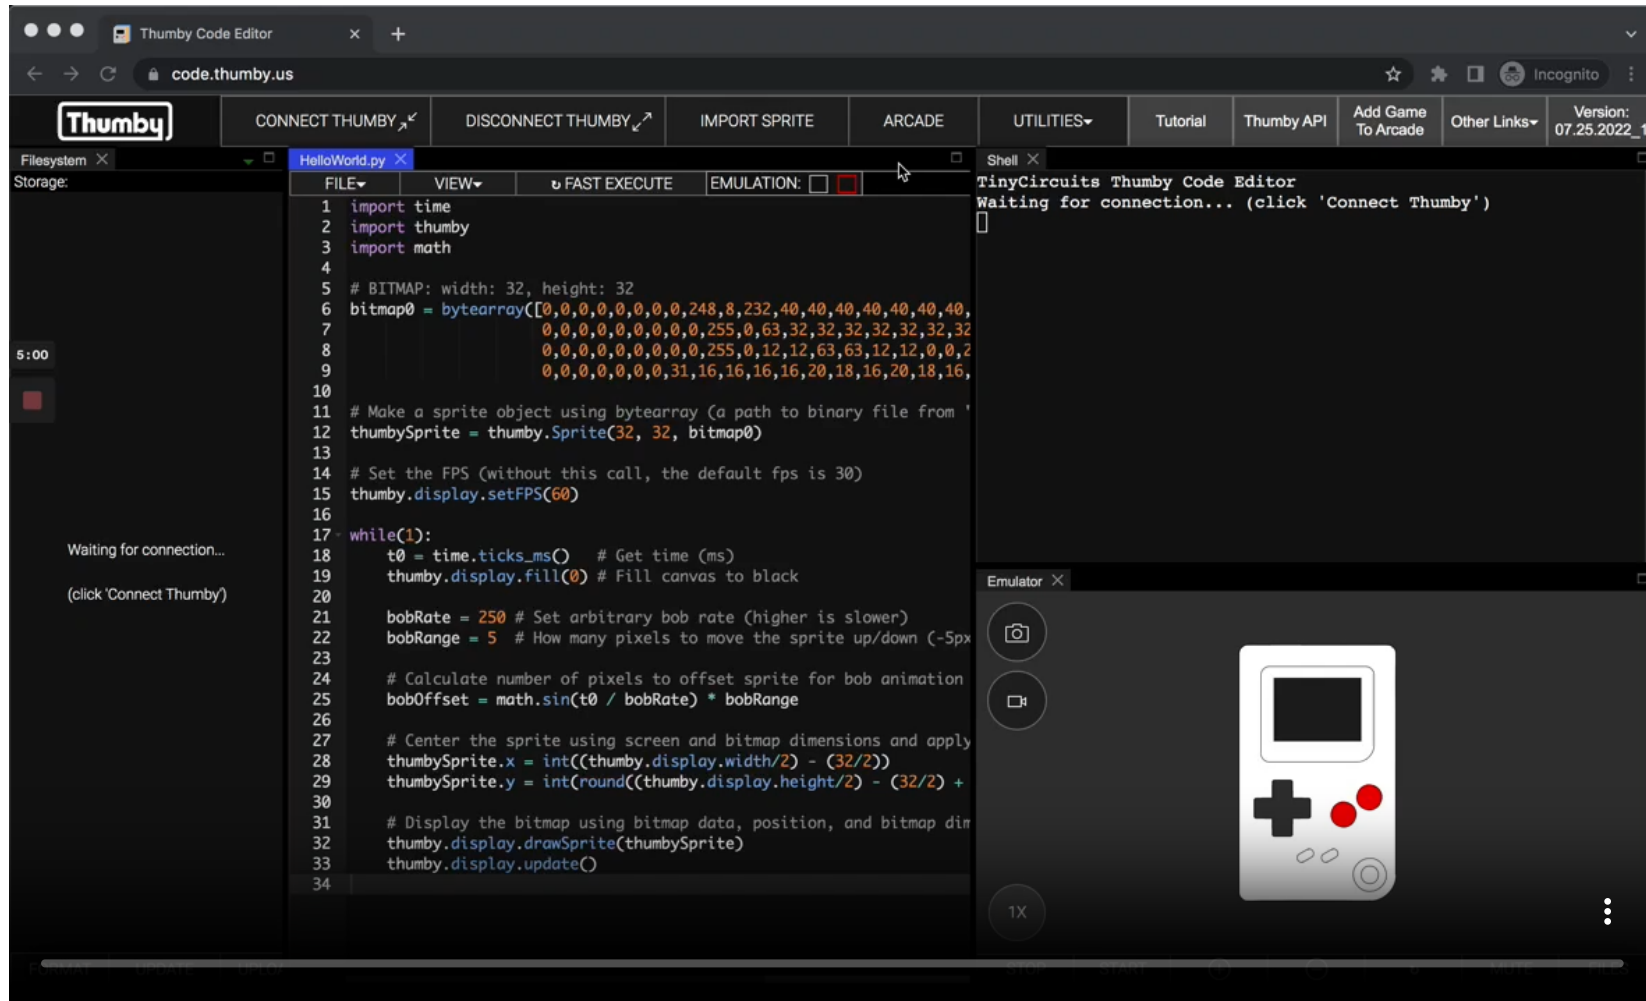 Thumby Code Editor
code.thumby.us
Incognito
Thumby
CONNECT THUMBY
DISCONNECT THUMBY
IMPORT SPRITE
ARCADE
UTILITIES
Tutorial
Thumby API
Add Game
To Arcade
Other Links
Version:
07.25.2022_1
Filesystem
Storage:
5:00
Waiting for connection...
(click 'Connect Thumby')
HelloWorld.py
FILE VIEW FAST EXECUTE EMULATION:
1 import time
2 import thumby
3 import math
4
5 # BITMAP: width: 32, height: 32
6 bitmap0 = bytearray([0,0,0,0,0,0,0,0,248,8,232,40,40,40,40,40,40,40,
7 0,0,0,0,0,0,0,0,0,255,0,63,32,32,32,32,32,32,32
8 0,0,0,0,0,0,0,0,0,255,0,12,12,63,63,12,12,0,0,2
9 0,0,0,0,0,0,0,31,16,16,16,16,20,18,16,20,18,16,
10
11 # Make a sprite object using bytearray (a path to binary file from '
12 thumbySprite = thumby.Sprite(32, 32, bitmap0)
13
14 # Set the FPS (without this call, the default fps is 30)
15 thumby.display.setFPS(60)
16
17 while(1):
18 t0 = time.ticks_ms() # Get time (ms)
19 thumby.display.fill(0) # Fill canvas to black
20
21 bobRate = 250 # Set arbitrary bob rate (higher is slower)
22 bobRange = 5 # How many pixels to move the sprite up/down (-5px
23
24 # Calculate number of pixels to offset sprite for bob animation
25 bobOffset = math.sin(t0 / bobRate) * bobRange
26
27 # Center the sprite using screen and bitmap dimensions and apply
28 thumbySprite.x = int((thumby.display.width/2) - (32/2))
29 thumbySprite.y = int(round((thumby.display.height/2) - (32/2) +
30
31 # Display the bitmap using bitmap data, position, and bitmap dim
32 thumby.display.drawSprite(thumbySprite)
33 thumby.display.update()
34
Shell
TinyCircuits Thumby Code Editor
Waiting for connection... (click 'Connect Thumby')
Emulator
1X
FORMAT UPDATE
STOP START MUTE FILES